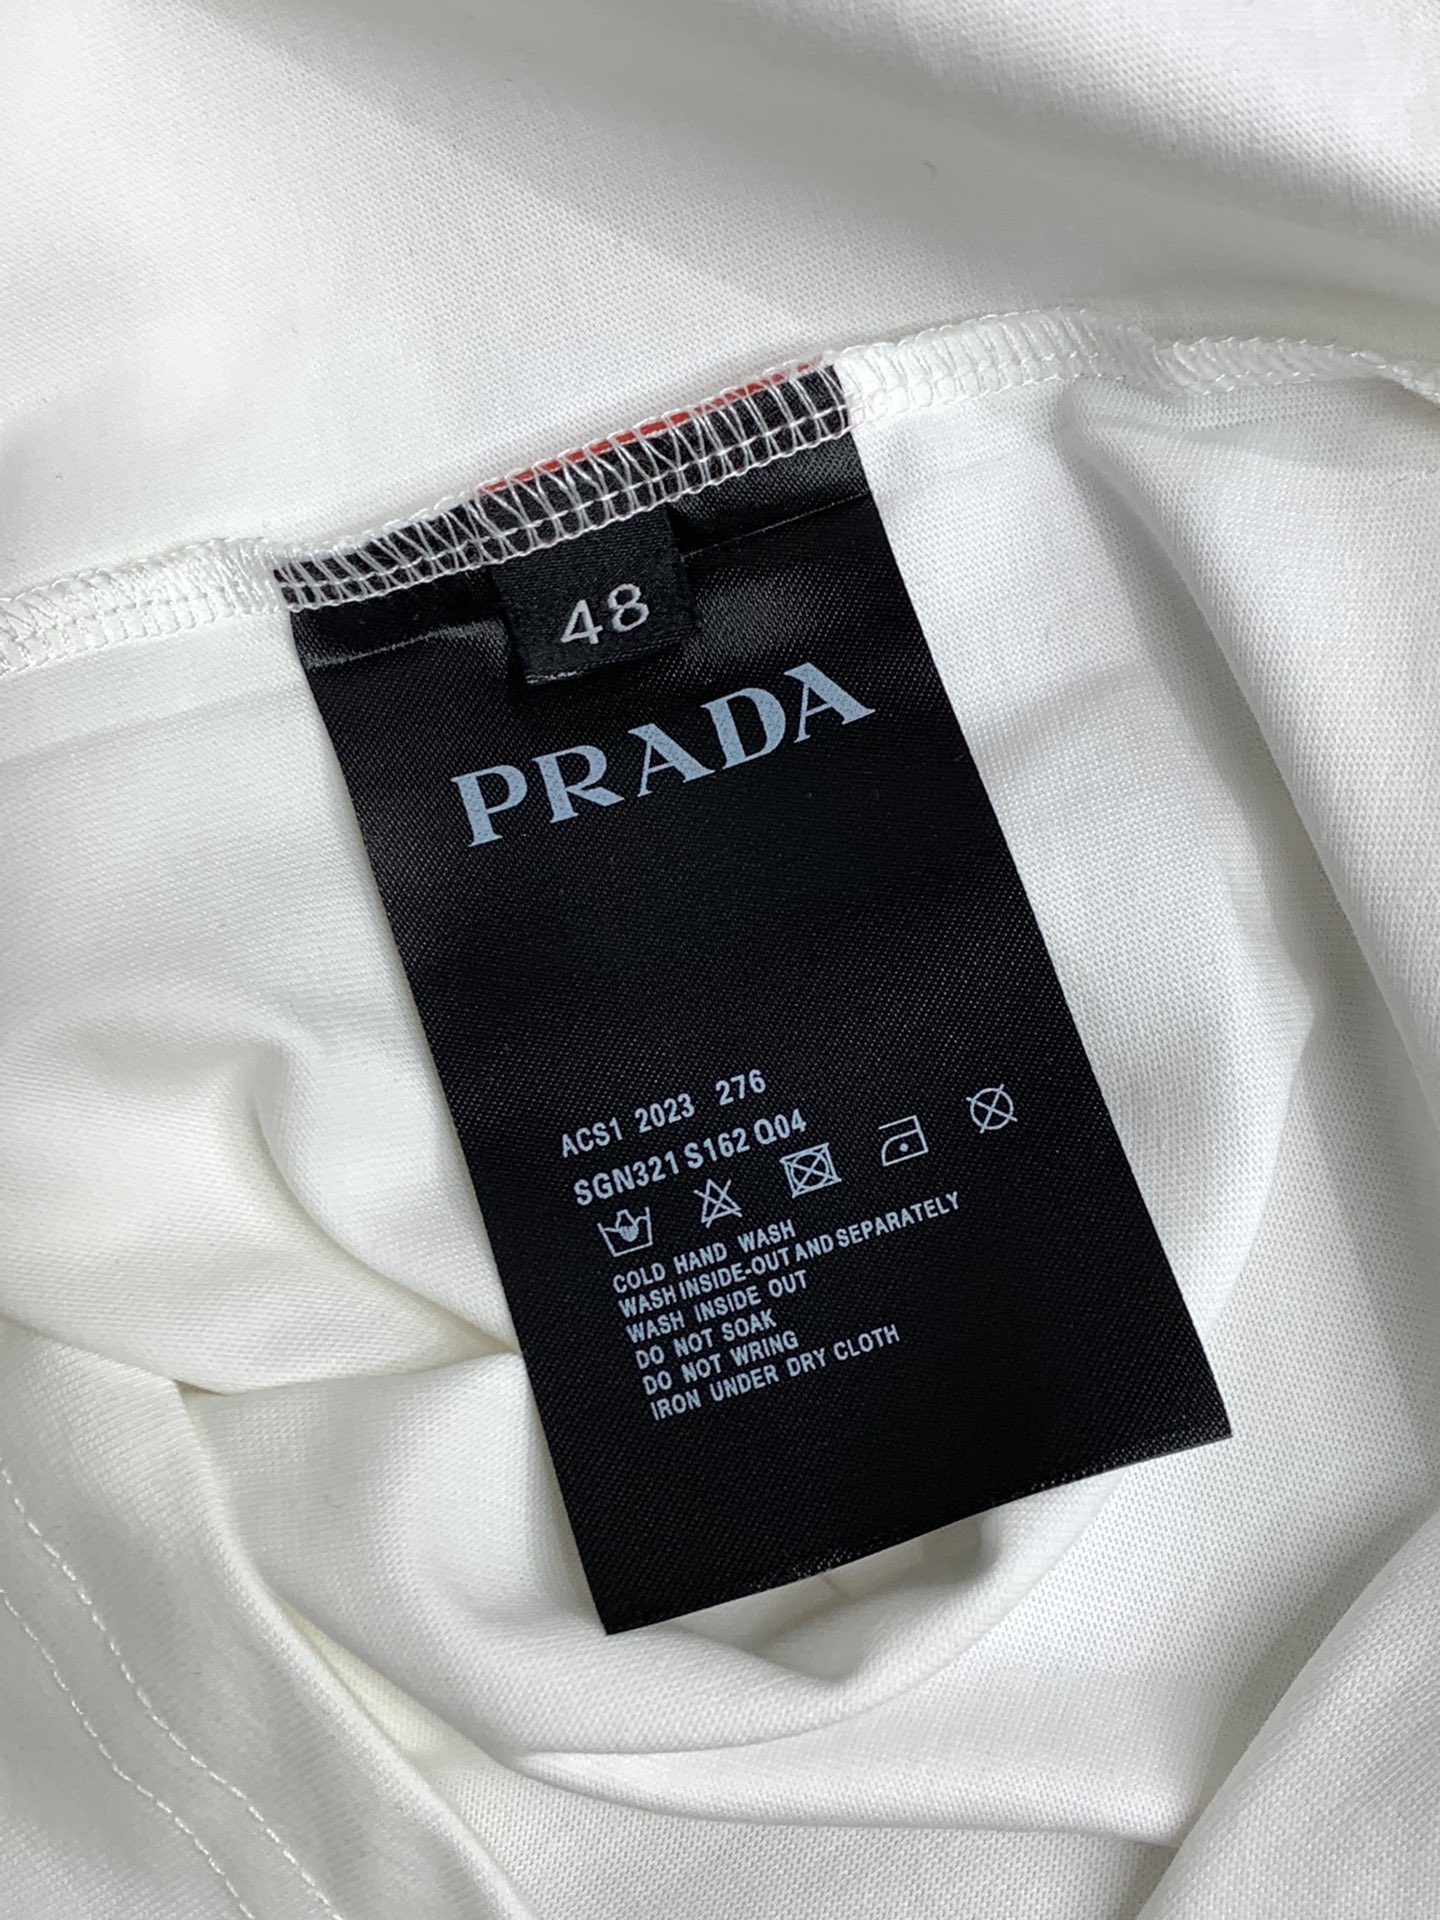 48
PRADA
ACS1 2023 276
SGN321 S162 Q04
COLD HAND WASH
WASH INSIDE-OUT AND SEPARATELY
WASH INSIDE OUT
DO NOT SOAK
DO NOT WRING
IRON UNDER DRY CLOTH